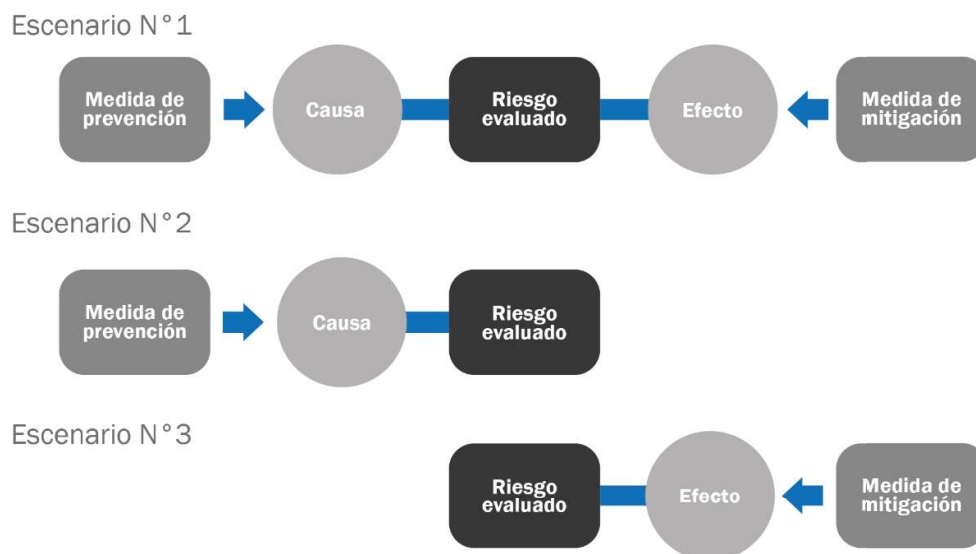 Escenario N°1
Medida de
prevención
Causa
Riesgo
evaluado
Efecto
Medida de
mitigación
Escenario N°2
Medida de
prevención
Causa
Riesgo
evaluado
Escenario N°3
Riesgo
evaluado
Efecto
Medida de
mitigación